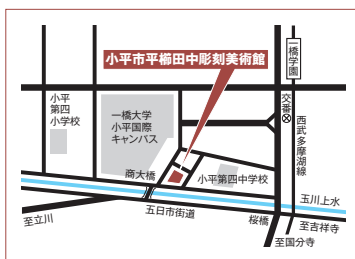 小平市平櫛田中彫刻美術館
一橋学園
小平
第四
小学校
一橋大学
小平国際
キャンパス
交番
西武多摩湖線
商大橋
小平第四中学校
玉川上水
五日市街道
桜橋
至立川
至吉祥寺
至国分寺